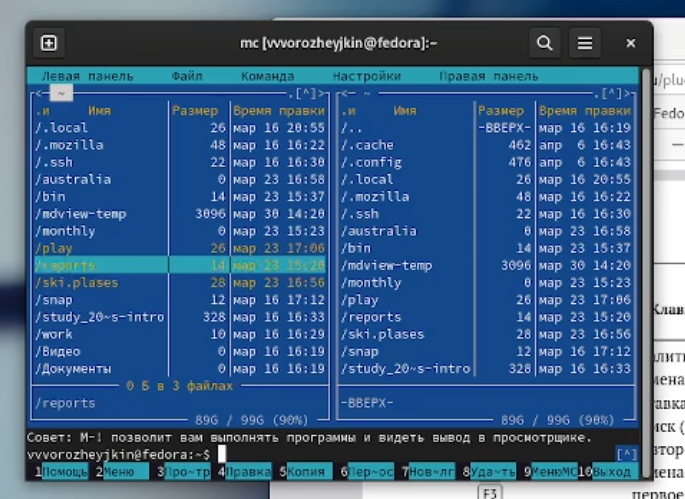 mc [vvvorozheyjkin@fedora]:~
Левая панель Файл Команда Настройки Правая панель
<- ~ .[^]> <- ~ .[^]>
.и Имя Размер Время правки .и Имя Размер Время правки
/.local 26 мар 16 20:55 /.. -ВВЕРХ- мар 16 16:19
/.mozilla 48 мар 16 16:22 /.cache 462 апр 6 16:43
/.ssh 22 мар 16 16:30 /.config 476 апр 6 16:43
/australia 0 мар 23 16:58 /.local 26 мар 16 20:55
/bin 14 мар 23 15:37 /.mozilla 48 мар 16 16:22
/mdview-temp 3096 мар 30 14:20 /.ssh 22 мар 16 16:30
/monthly 0 мар 23 15:23 /australia 0 мар 23 16:58
/play 26 мар 23 17:06 /bin 14 мар 23 15:37
/reports 14 мар 23 15:20 /mdview-temp 3096 мар 30 14:20
/ski.plases 28 мар 23 16:56 /monthly 0 мар 23 15:23
/snap 12 мар 16 17:12 /play 26 мар 23 17:06
/study_20~s-intro 328 мар 16 16:33 /reports 14 мар 23 15:20
/work 10 мар 16 16:29 /ski.plases 28 мар 23 16:56
/Видео 0 мар 16 16:19 /snap 12 мар 16 17:12
/Документы 0 мар 16 16:19 /study_20~s-intro 328 мар 16 16:33
0 Б в 3 файлах
/reports -ВВЕРХ-
89G / 99G (90%) 89G / 99G (90%)
Совет: M-! позволит вам выполнять программы и видеть вывод в просмотрщике.
vvvorozheyjkin@fedora:~$ [^]
1Помощь 2Меню 3Про~тр 4Правка 5Копия 6Пер~ос 7Нов~лг 8Уда~ть 9МенюMC 10Выход
F3 первое